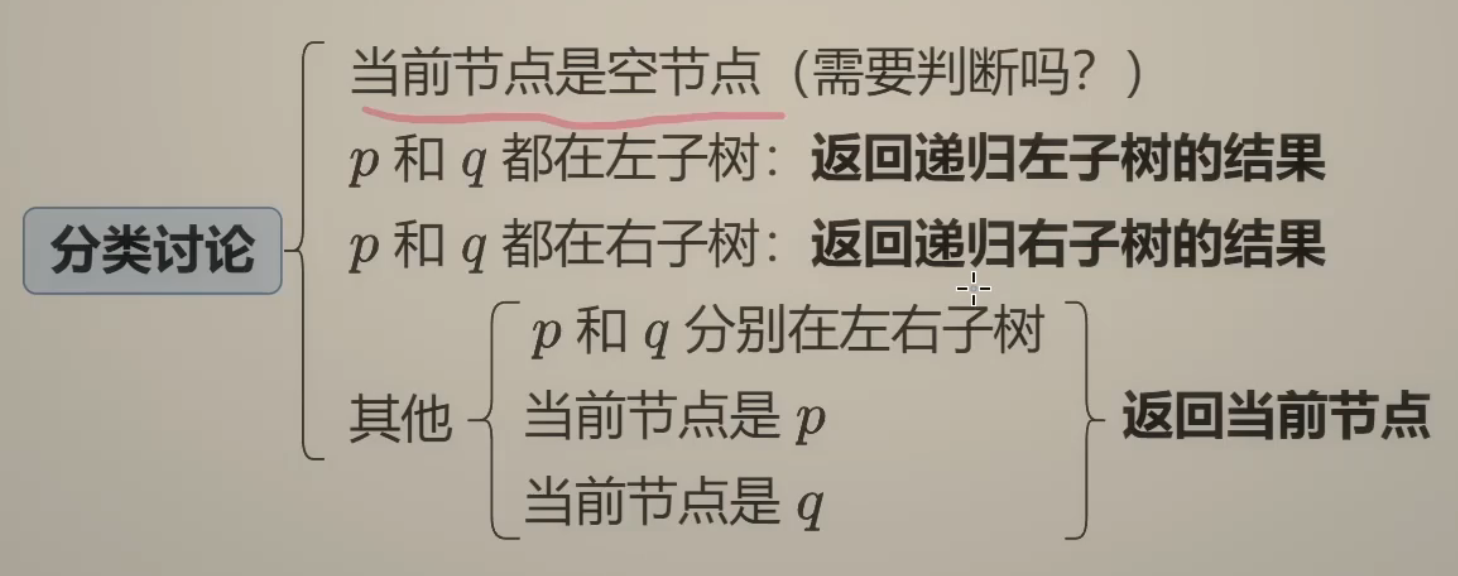 当前节点是空节点（需要判断吗？）
p 和 q 都在左子树：返回递归左子树的结果
分类讨论
p 和 q 都在右子树：返回递归右子树的结果
p 和 q 分别在左右子树
其他
当前节点是 p
返回当前节点
当前节点是 q